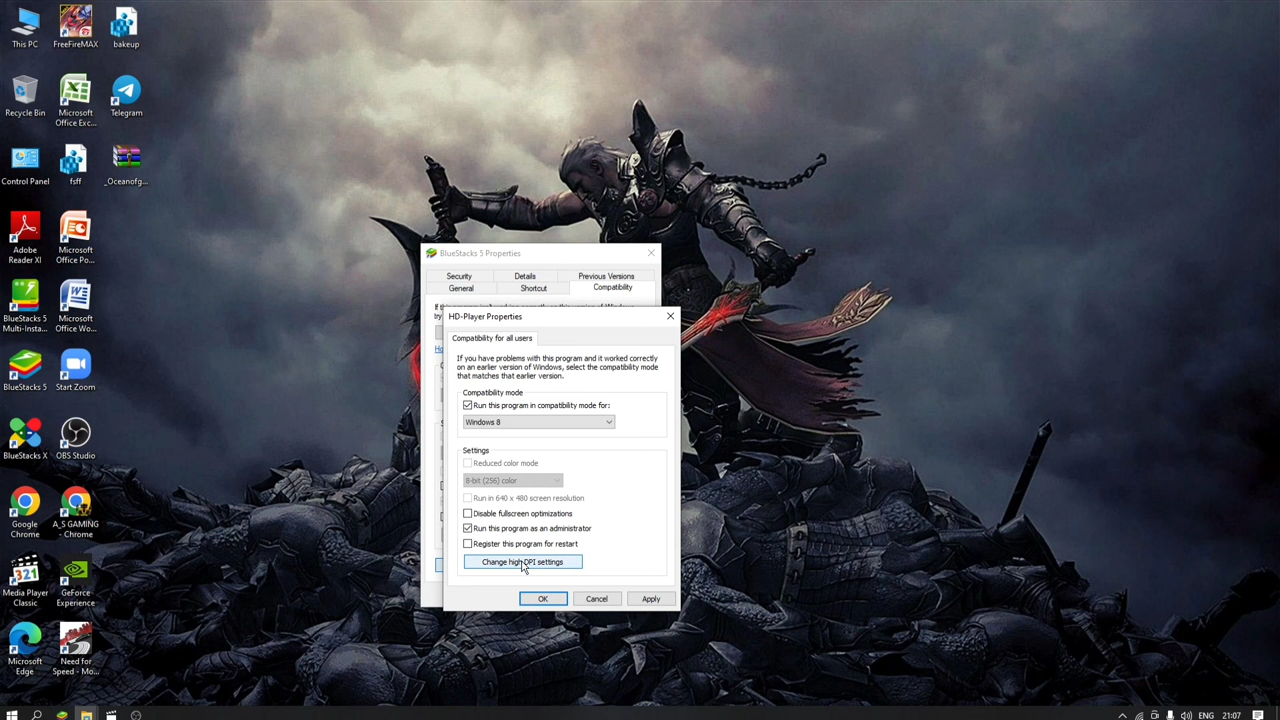 This PC
FreeFireMAX
bakeup
Recycle Bin
Microsoft
Office Exc...
Telegram
Control Panel
fsff
_Oceanofg...
Adobe
Reader XI
Microsoft
Office Po...
BlueStacks 5
Multi-Insta...
Microsoft
Office Wo...
BlueStacks 5
Start Zoom
BlueStacks X
OBS Studio
Google
Chrome
A_S GAMING
- Chrome
Media Player
Classic
GeForce
Experience
Microsoft
Edge
Need for
Speed - Mo...
BlueStacks 5 Properties
Security
Details
Previous Versions
General
Shortcut
Compatibility
try
HD-Player Properties
Compatibility for all users
If you have problems with this program and it worked correctly
on an earlier version of Windows, select the compatibility mode
that matches that earlier version.
Compatibility mode
Run this program in compatibility mode for:
Windows 8
Settings
Reduced color mode
8-bit (256) color
Run in 640 x 480 screen resolution
Disable fullscreen optimizations
Run this program as an administrator
Register this program for restart
Change high DPI settings
OK
Cancel
Apply
ENG
21:07